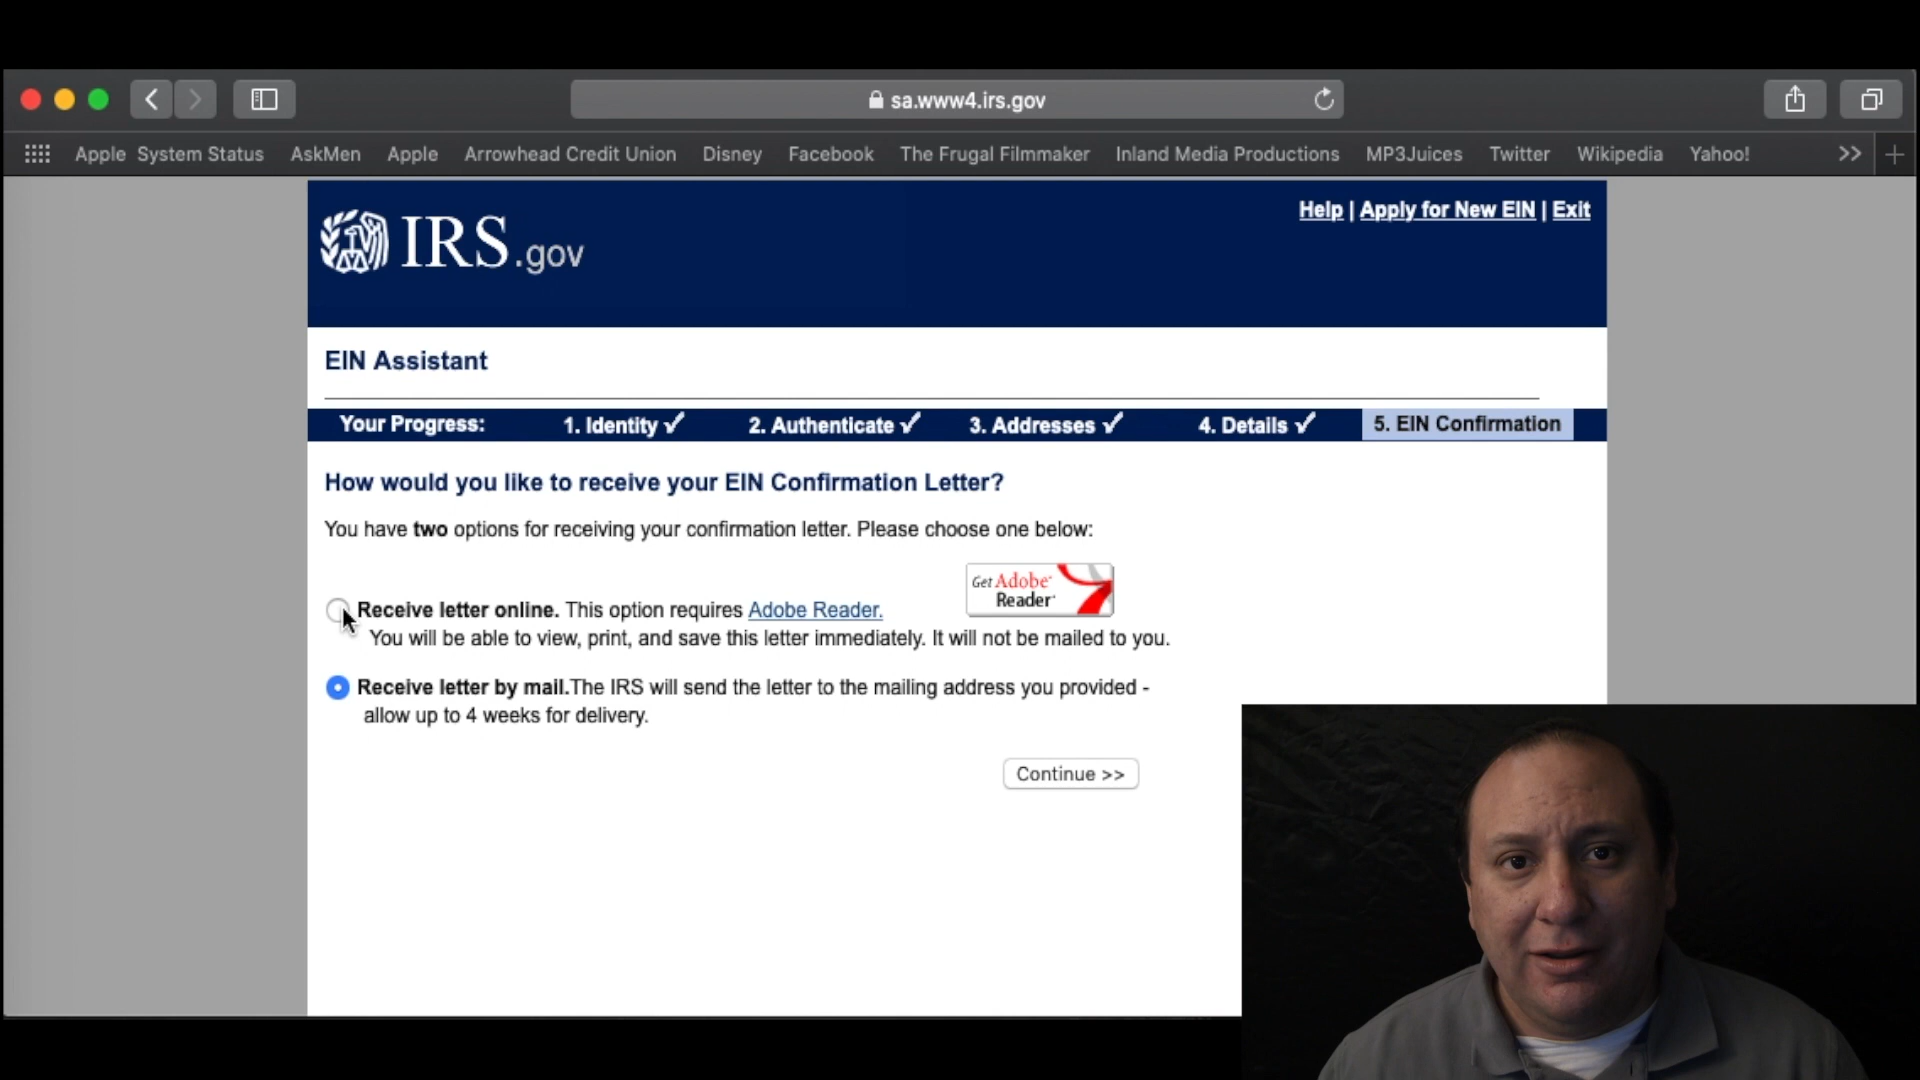 sa.www4.irs.gov
Apple System Status AskMen Apple Arrowhead Credit Union Disney Facebook The Frugal Filmmaker Inland Media Productions MP3Juices Twitter Wikipedia Yahoo! >>
Help | Apply for New EIN | Exit
IRS.gov
EIN Assistant
Your Progress: 1. Identity ✓ 2. Authenticate ✓ 3. Addresses ✓ 4. Details ✓ 5. EIN Confirmation
How would you like to receive your EIN Confirmation Letter?
You have two options for receiving your confirmation letter. Please choose one below:
Get Adobe
Reader
Receive letter online. This option requires Adobe Reader.
You will be able to view, print, and save this letter immediately. It will not be mailed to you.
Receive letter by mail.The IRS will send the letter to the mailing address you provided -
allow up to 4 weeks for delivery.
Continue >>